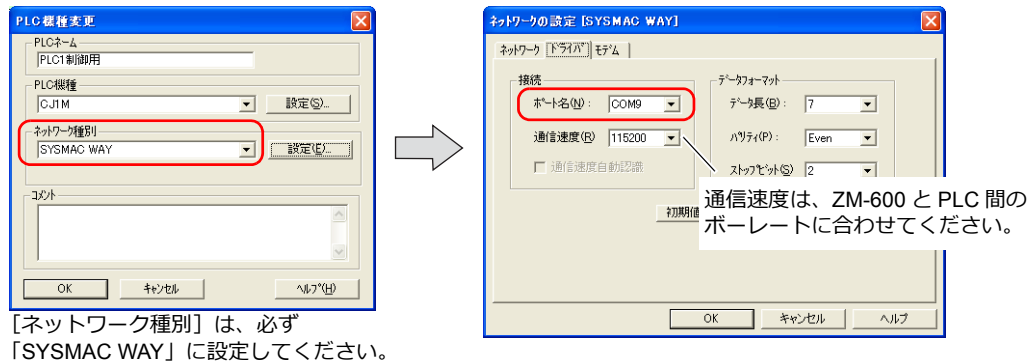 PLC機種変更
PLCネーム
PLC1制御用
PLC機種
CJ1M
設定(S)...
ネットワーク種別
SYSMAC WAY
設定(E)...
コメント
OK
キャンセル
ヘルプ(H)
［ネットワーク種別］は、必ず
「SYSMAC WAY」に設定してください。
ネットワークの設定 [SYSMAC WAY]
ネットワーク
ドライバ
モデム
接続
ポート名(N)：
COM9
通信速度(R)
115200
通信速度自動認識
データフォーマット
データ長(B)：
7
パリティ(P)：
Even
ストップビット(S)
2
初期値
通信速度は、ZM-600 と PLC 間の
ボーレートに合わせてください。
OK
キャンセル
ヘルプ